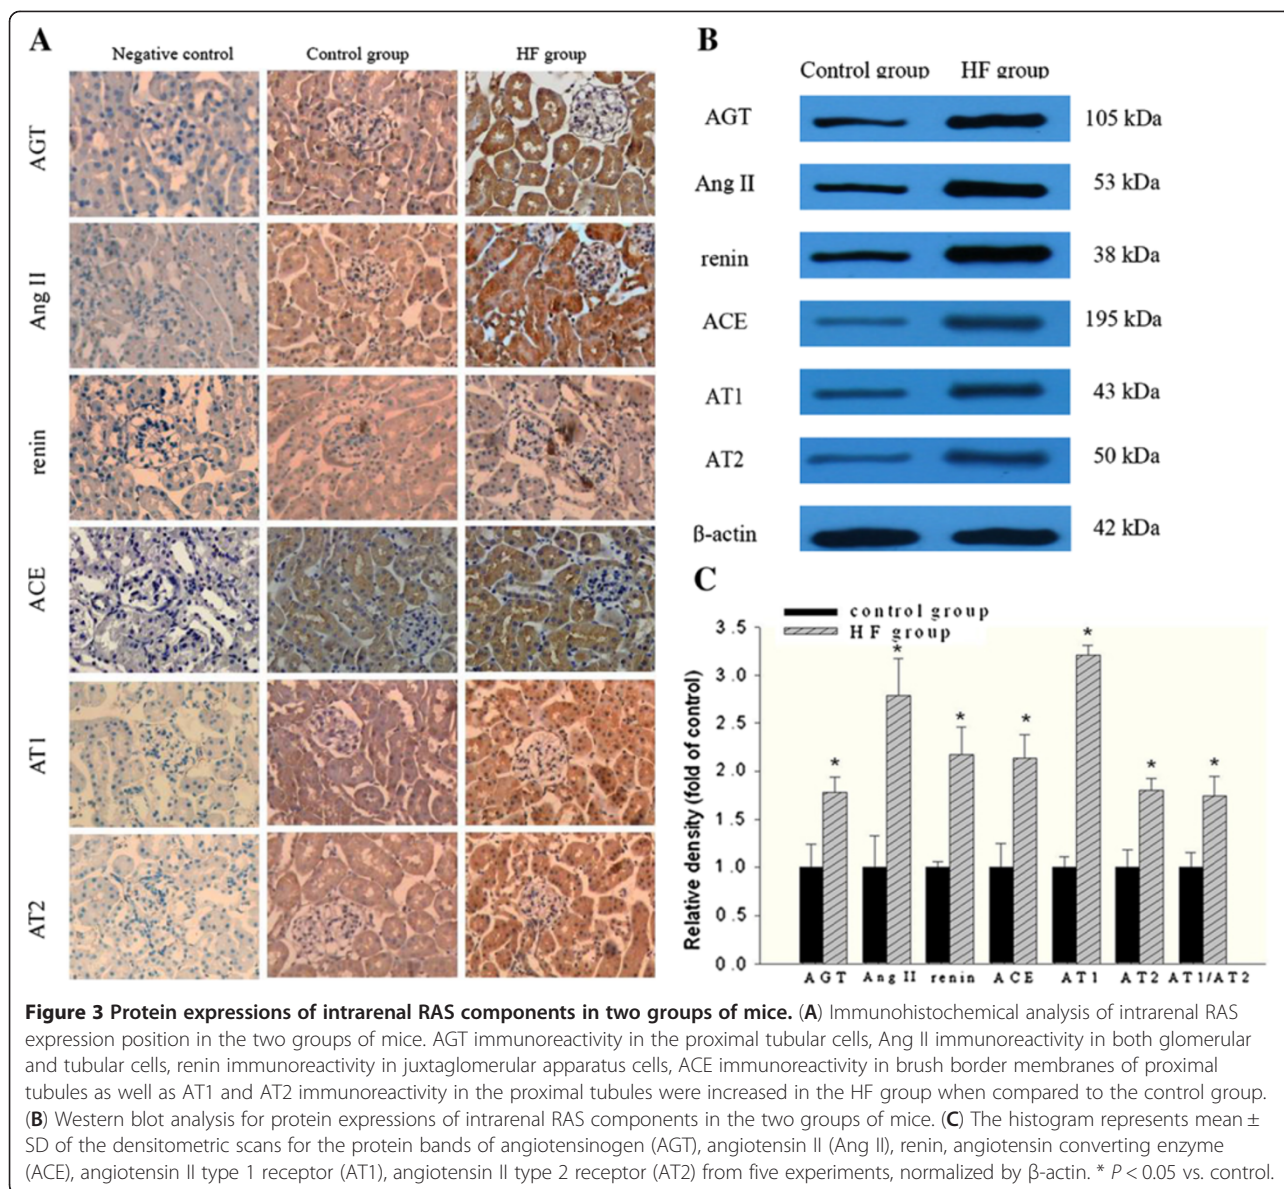 A
Negative control
Control group
HF group
AGT
Ang II
renin
ACE
AT1
AT2
B
Control group
HF group
AGT
105 kDa
Ang II
53 kDa
renin
38 kDa
ACE
195 kDa
AT1
43 kDa
AT2
50 kDa
β-actin
42 kDa
C
control group
HF group
Relative density (fold of control)
3.5
3.0
2.5
2.0
1.5
1.0
0.5
0.0
* * * * * * *
AGT Ang II renin ACE AT1 AT2 AT1/AT2
Figure 3 Protein expressions of intrarenal RAS components in two groups of mice. (A) Immunohistochemical analysis of intrarenal RAS
expression position in the two groups of mice. AGT immunoreactivity in the proximal tubular cells, Ang II immunoreactivity in both glomerular
and tubular cells, renin immunoreactivity in juxtaglomerular apparatus cells, ACE immunoreactivity in brush border membranes of proximal
tubules as well as AT1 and AT2 immunoreactivity in the proximal tubules were increased in the HF group when compared to the control group.
(B) Western blot analysis for protein expressions of intrarenal RAS components in the two groups of mice. (C) The histogram represents mean ±
SD of the densitometric scans for the protein bands of angiotensinogen (AGT), angiotensin II (Ang II), renin, angiotensin converting enzyme
(ACE), angiotensin II type 1 receptor (AT1), angiotensin II type 2 receptor (AT2) from five experiments, normalized by β-actin. * P < 0.05 vs. control.